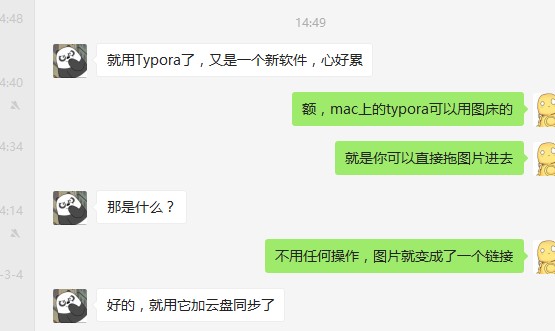 4:48
14:49
就用Typora了，又是一个新软件，心好累
4:40
额，mac上的typora可以用图床的
4:34
就是你可以直接拖图片进去
那是什么？
4:14
不用任何操作，图片就变成了一个链接
-3-4
好的，就用它加云盘同步了